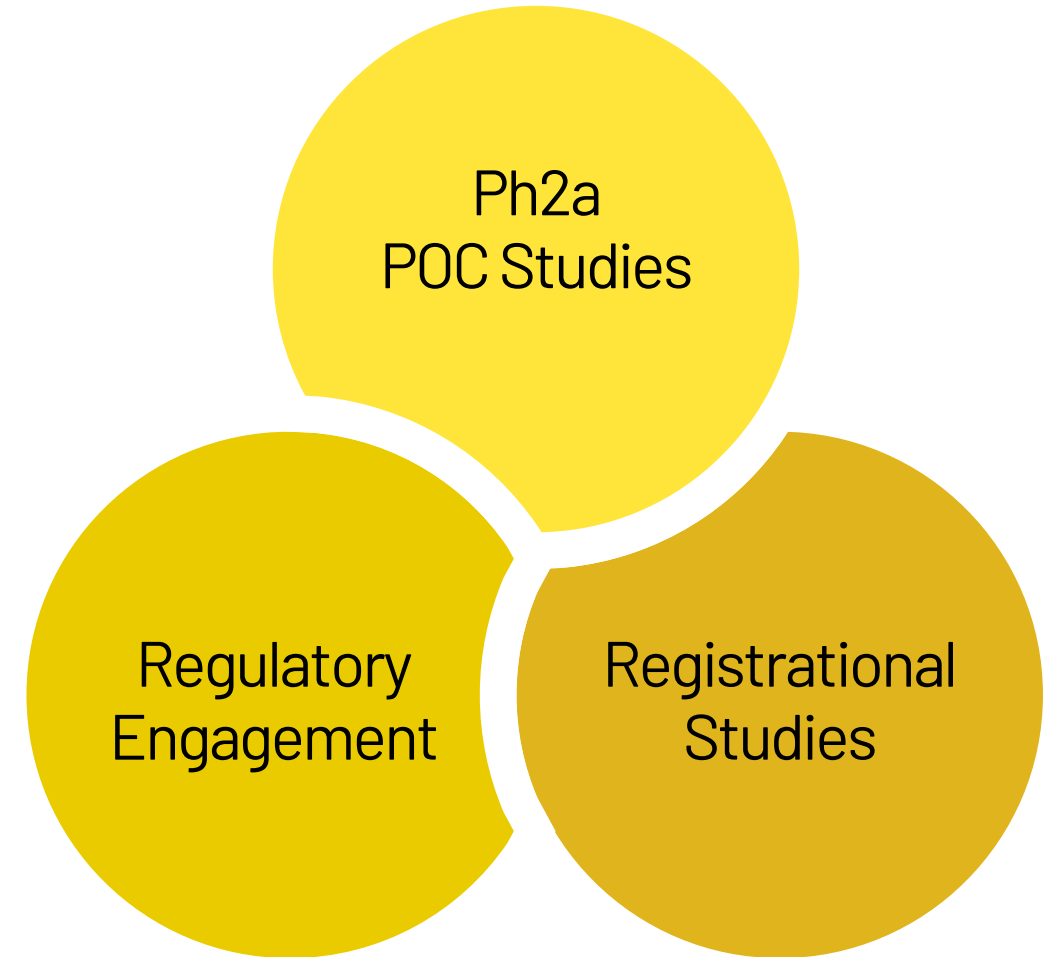 Ph2a
POC Studies
Regulatory
Engagement
Registrational
Studies